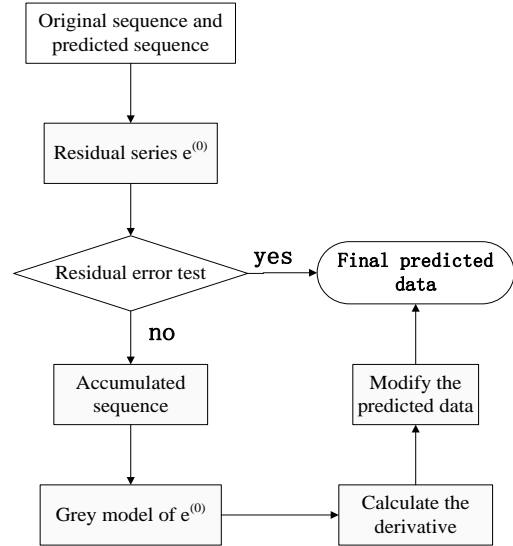 Original sequence and
predicted sequence
Residual series e⁽⁰⁾
Residual error test
yes
Final predicted
data
no
Accumulated
sequence
Modify the
predicted data
Grey model of e⁽⁰⁾
Calculate the
derivative